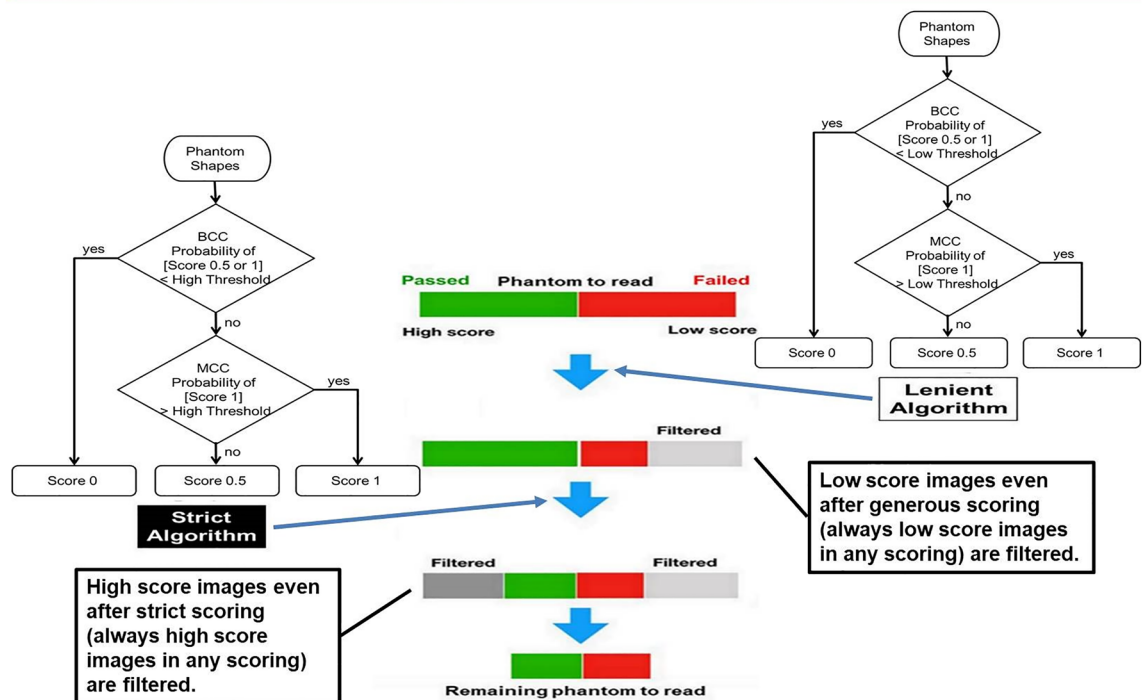 Phantom
Shapes
BCC
Probability of
[Score 0.5 or 1]
< High Threshold
yes
no
MCC
Probability of
[Score 1]
> High Threshold
yes
no
Score 0
Score 0.5
Score 1
Strict
Algorithm
High score images even
after strict scoring
(always high score
images in any scoring)
are filtered.
Passed
Phantom to read
Failed
High score
Low score
Filtered
Filtered
Filtered
Remaining phantom to read
Phantom
Shapes
BCC
Probability of
[Score 0.5 or 1]
< Low Threshold
yes
no
MCC
Probability of
[Score 1]
> Low Threshold
yes
no
Score 0
Score 0.5
Score 1
Lenient
Algorithm
Low score images even
after generous scoring
(always low score images
in any scoring) are filtered.